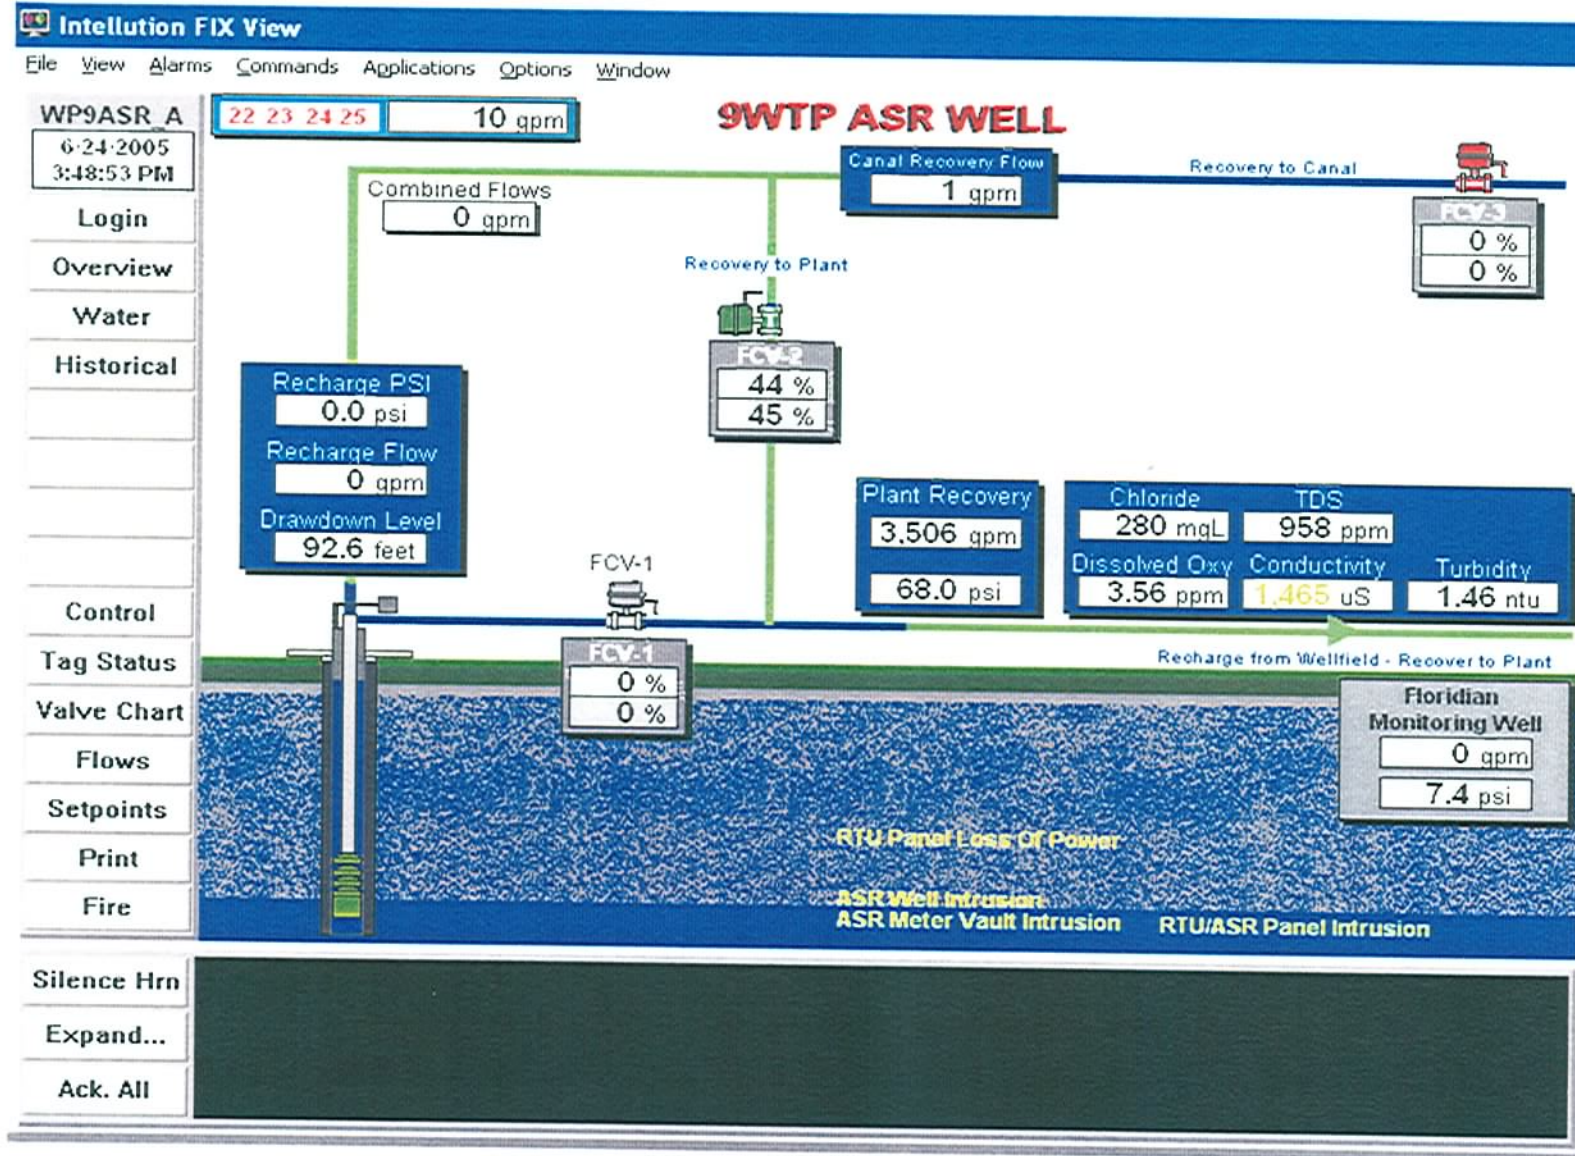 Intellution FIX View
File View Alarms Commands Applications Options Window
WP9ASR_A
6-24-2005
3:48:53 PM
Login
Overview
Water
Historical
Control
Tag Status
Valve Chart
Flows
Setpoints
Print
Fire
Silence Hrn
Expand...
Ack. All
22 23 24 25 10 gpm
9WTP ASR WELL
Combined Flows
0 gpm
Canal Recovery Flow
1 gpm
Recovery to Canal
FCV-3
0 %
0 %
Recovery to Plant
FCV-2
44 %
45 %
Recharge PSI
0.0 psi
Recharge Flow
0 gpm
Drawdown Level
92.6 feet
FCV-1
FCV-1
0 %
0 %
Plant Recovery
3,506 gpm
68.0 psi
Chloride TDS
280 mgL 958 ppm
Dissolved Oxy Conductivity Turbidity
3.56 ppm 1,465 uS 1.46 ntu
Recharge from Wellfield - Recover to Plant
Floridian
Monitoring Well
0 gpm
7.4 psi
RTU Panel Loss Of Power
ASR Well Intrusion
ASR Meter Vault Intrusion RTU/ASR Panel Intrusion